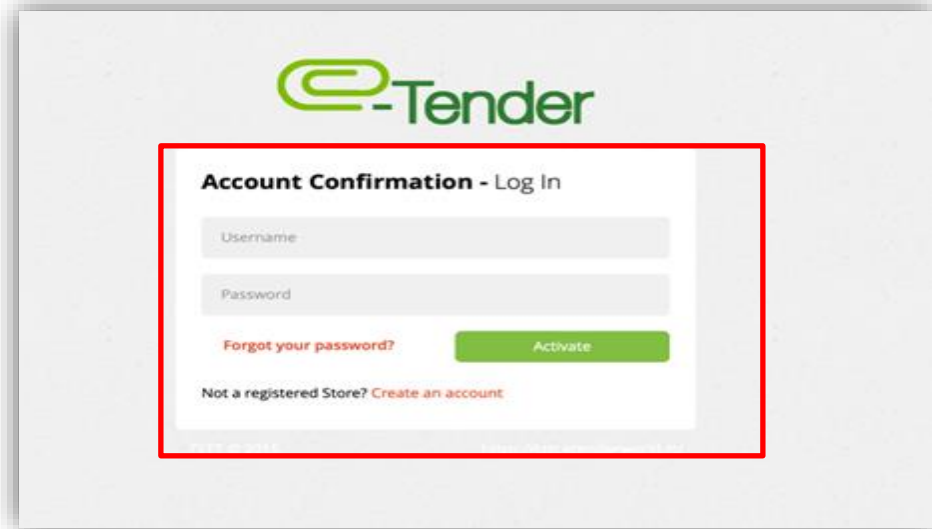 e-Tender
Account Confirmation - Log In
Username
Password
Forgot your password? Activate
Not a registered Store? Create an account